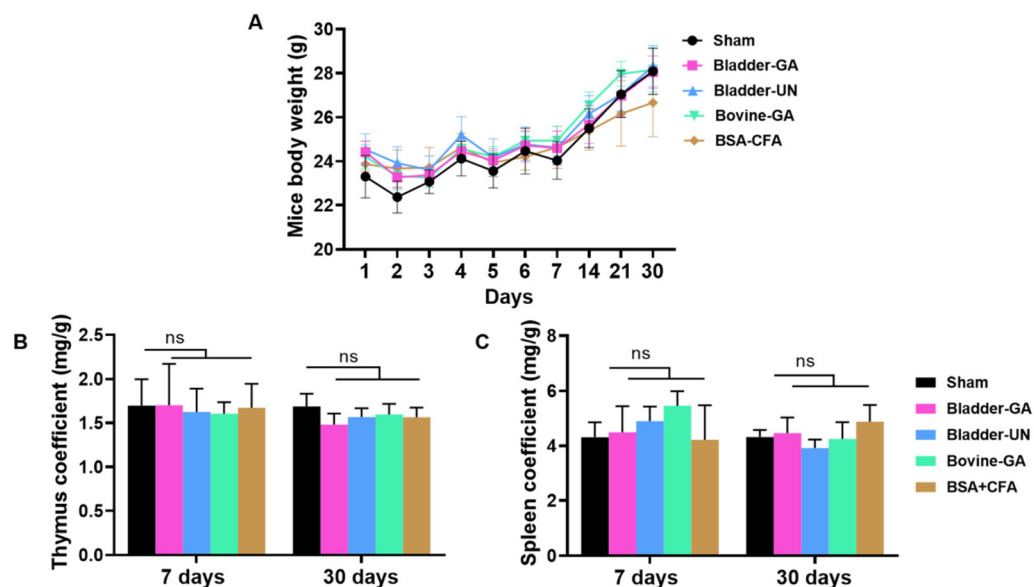 A
Mice body weight (g)
28
26
24
22
20
1 2 3 4 5 6 7 14 21 30
Days
Sham
Bladder-GA
Bladder-UN
Bovine-GA
BSA-CFA
B
Thymus coefficient (mg/g)
2.5
2.0
1.5
1.0
0.5
0.0
ns
ns
7 days 30 days
C
Spleen coefficient (mg/g)
8
6
4
2
0
ns
ns
7 days 30 days
Sham
Bladder-GA
Bladder-UN
Bovine-GA
BSA+CFA